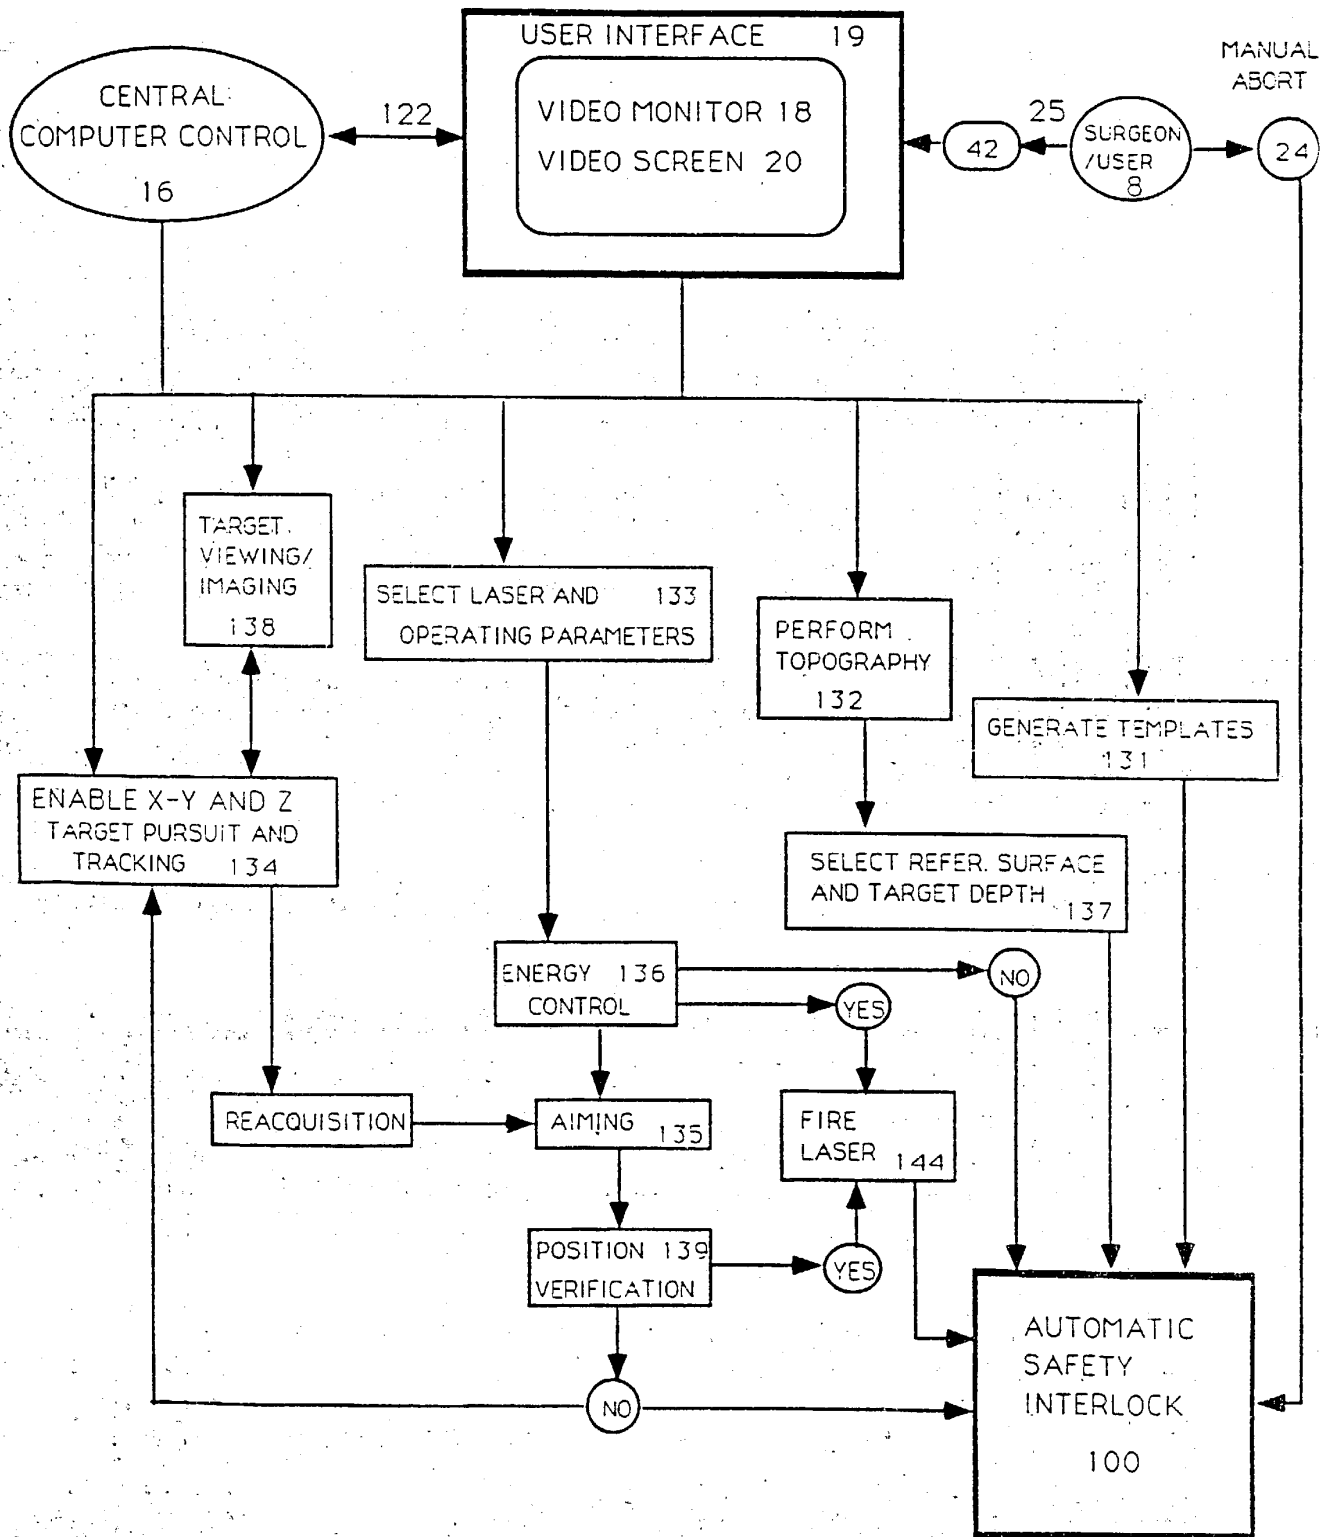 USER INTERFACE 19
MANUAL
ABORT
CENTRAL
COMPUTER CONTROL
16
122
VIDEO MONITOR 18
VIDEO SCREEN 20
42
25
SURGEON
/USER
8
24
TARGET
VIEWING/
IMAGING
138
SELECT LASER AND 133
OPERATING PARAMETERS
PERFORM
TOPOGRAPHY
132
GENERATE TEMPLATES
131
ENABLE X-Y AND Z
TARGET PURSUIT AND
TRACKING 134
SELECT REFER. SURFACE
AND TARGET DEPTH
137
ENERGY 136
CONTROL
NO
YES
REACQUISITION
AIMING
135
FIRE
LASER 144
POSITION 139
VERIFICATION
YES
NO
AUTOMATIC
SAFETY
INTERLOCK
100